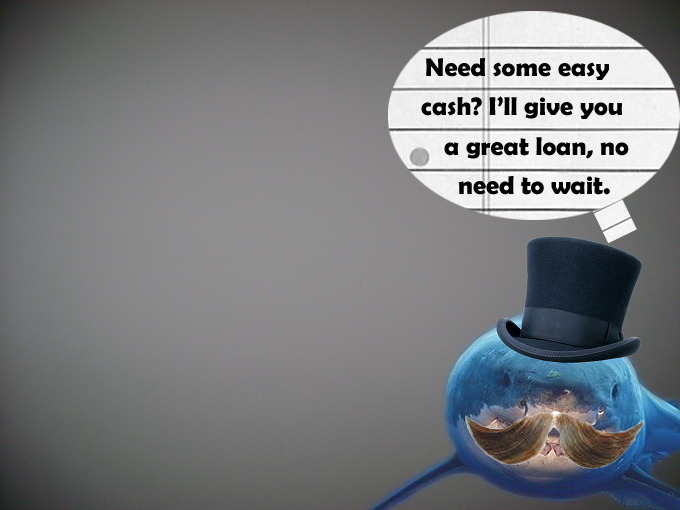 Need some easy
cash? I'll give you
a great loan, no
need to wait.